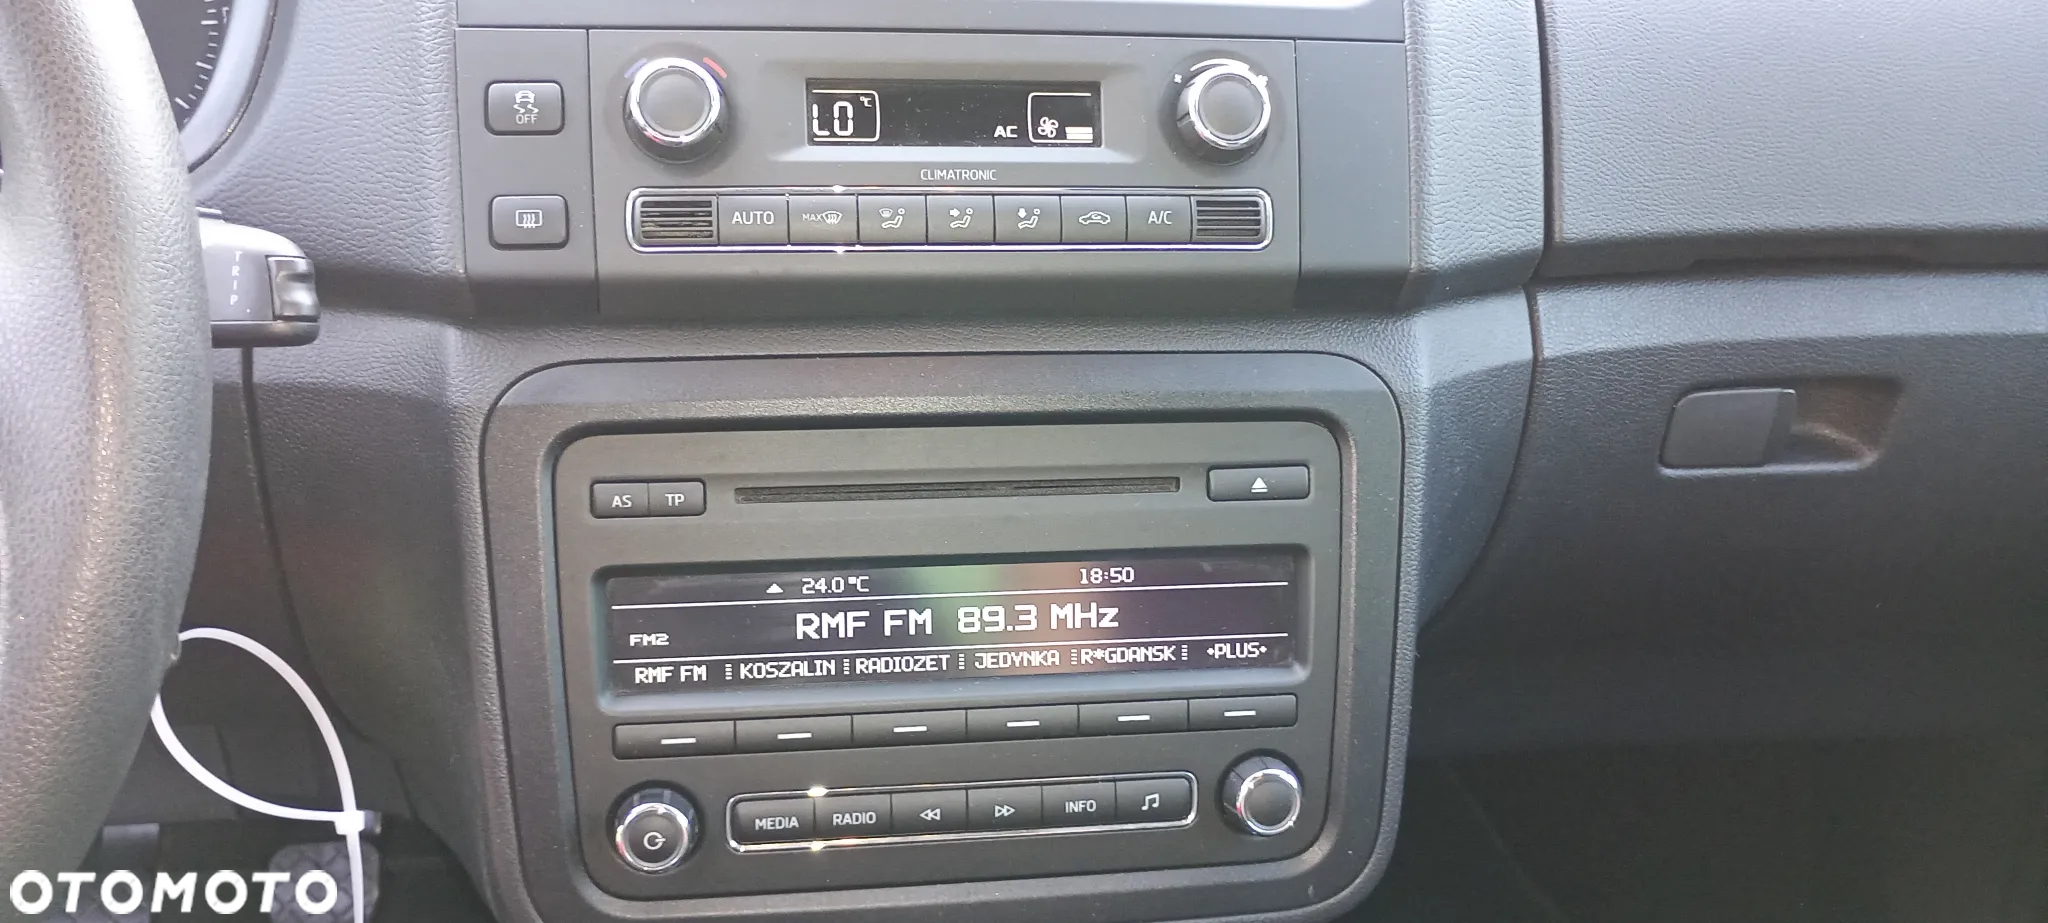 OFF
LO °C AC
CLIMATRONIC
AUTO MAX A/C
TRIP
AS TP
24.0°C 18:50
RMF FM 89.3 MHz
FM2
RMF FM KOSZALIN RADIOZET JEDYNKA R*GDANSK +PLUS+
MEDIA RADIO INFO
OTOMOTO